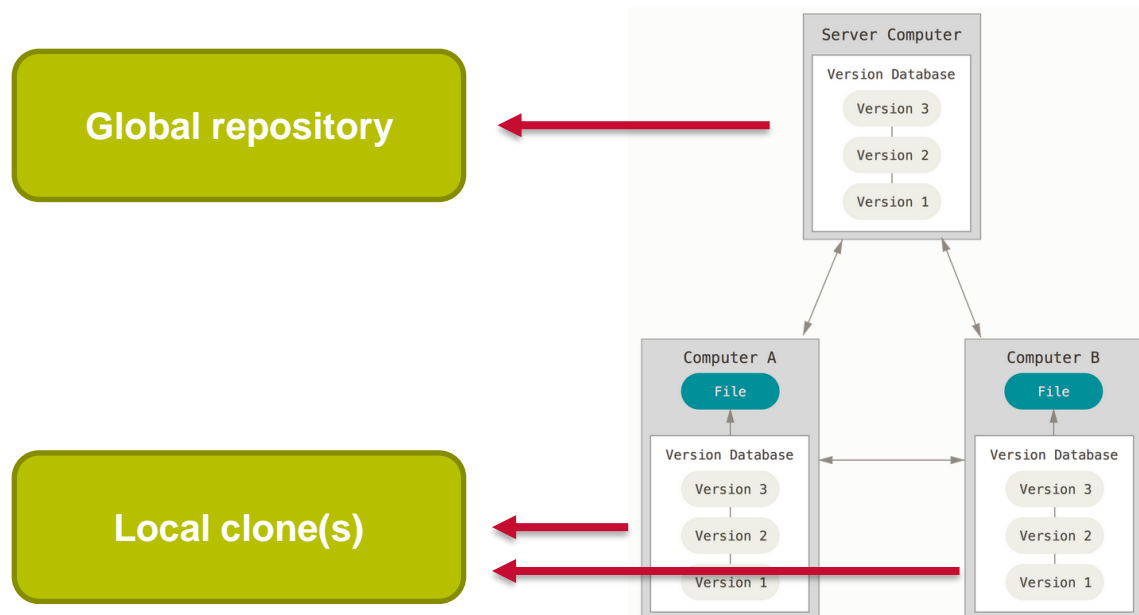 Server Computer
Version Database
Version 3
Version 2
Version 1
Global repository
Computer A
File
Version Database
Version 3
Version 2
Version 1
Computer B
File
Version Database
Version 3
Version 2
Version 1
Local clone(s)